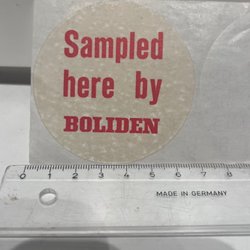 Sampled
here by
BOLIDEN
0 1 2 3 4 5 6 7 8
MADE IN GERMANY